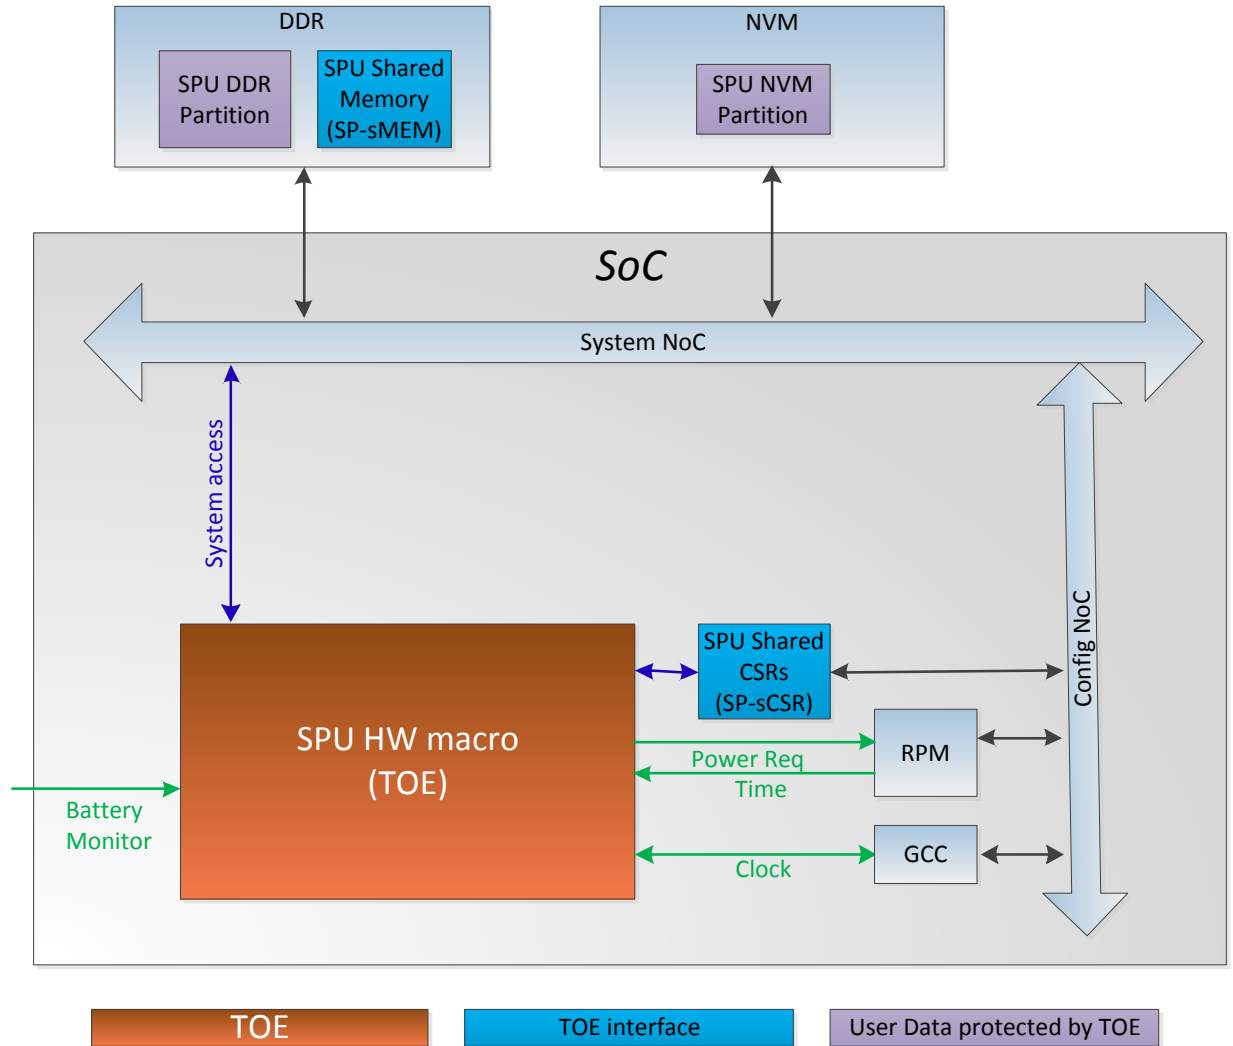 DDR
SPU DDR
Partition
SPU Shared
Memory
(SP-sMEM)
NVM
SPU NVM
Partition
SoC
System NoC
System access
Config NoC
SPU Shared
CSRs
(SP-sCSR)
SPU HW macro
(TOE)
Power Req
Time
RPM
Battery
Monitor
Clock
GCC
TOE
TOE interface
User Data protected by TOE